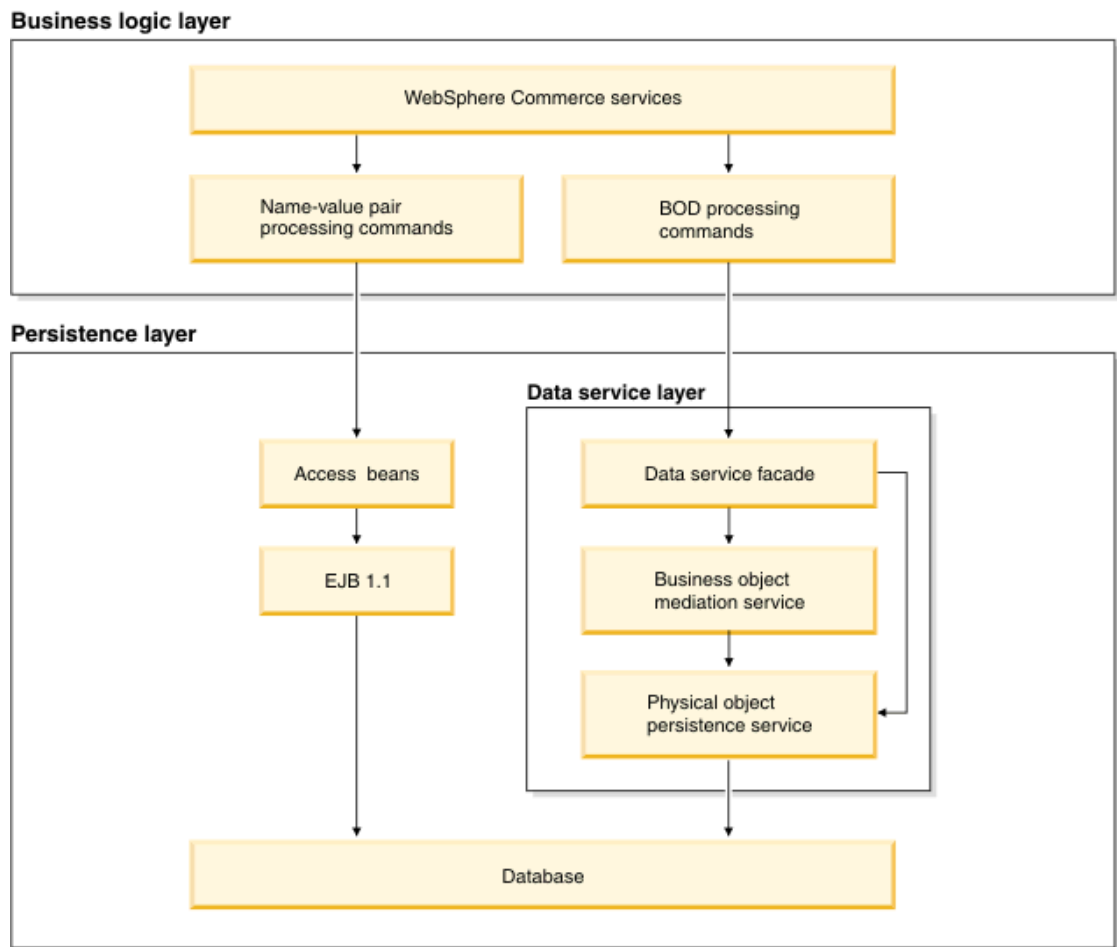 Business logic layer
WebSphere Commerce services
Name-value pair
processing commands
BOD processing
commands
Persistence layer
Data service layer
Access beans
Data service facade
EJB 1.1
Business object
mediation service
Physical object
persistence service
Database